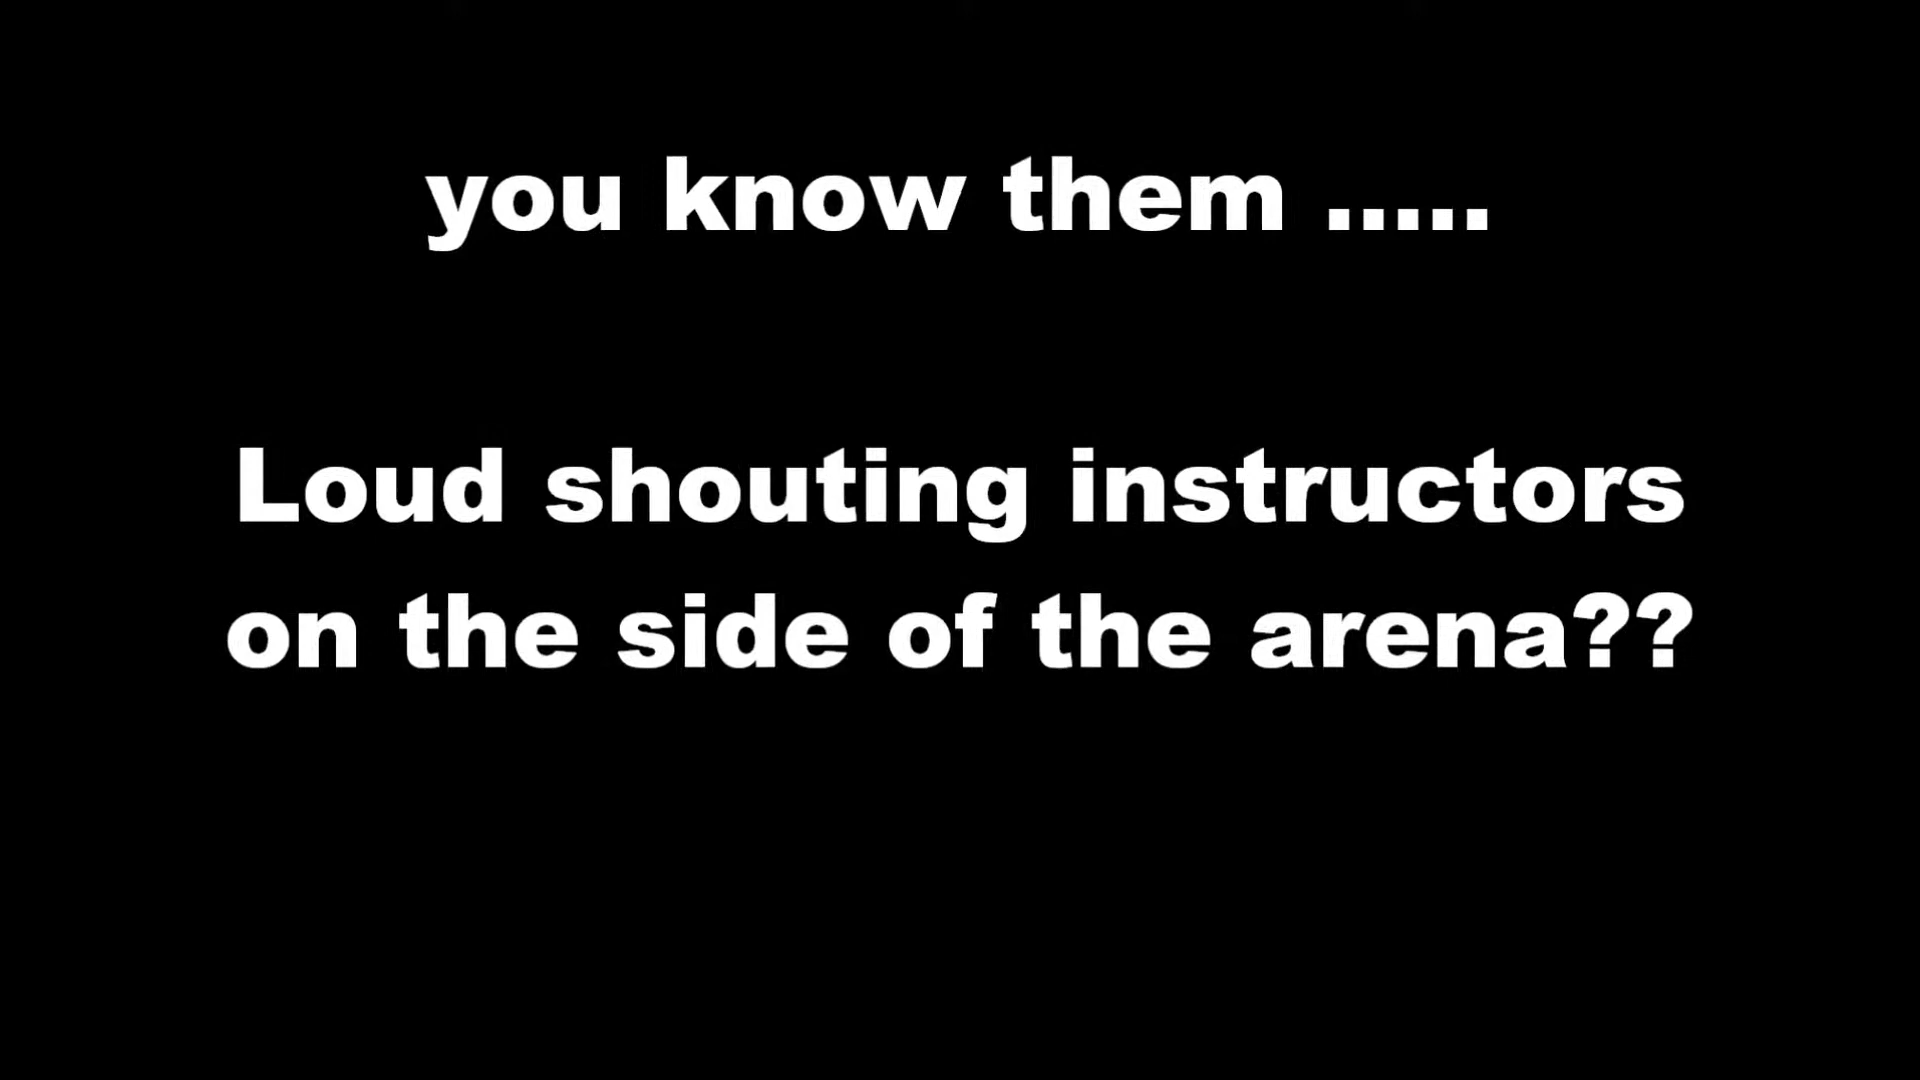 you know them .....
Loud shouting instructors
on the side of the arena??